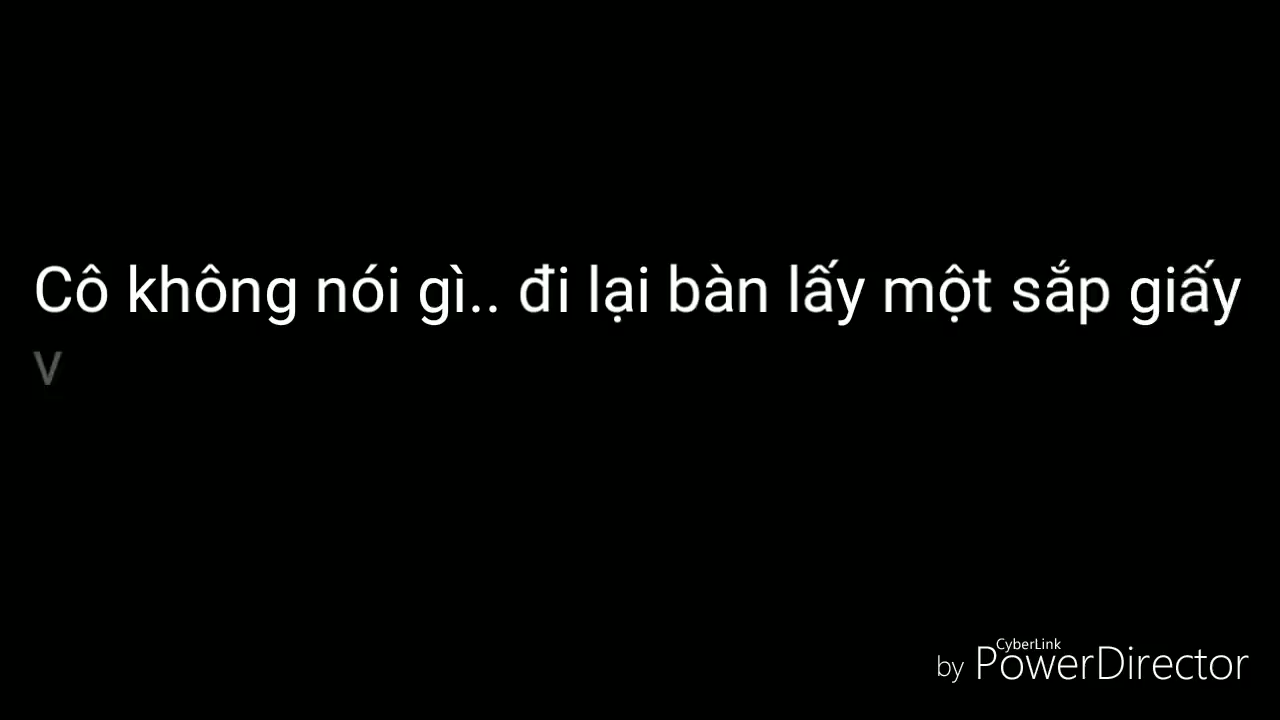 Cô không nói gì.. đi lại bàn lấy một sắp giấy
v
CyberLink
by PowerDirector